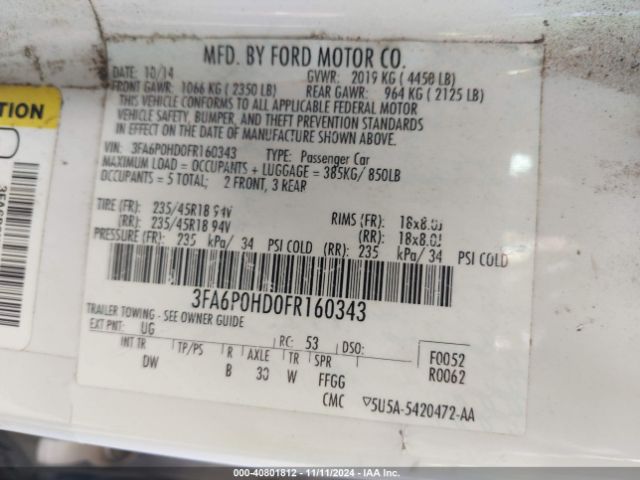 MFD. BY FORD MOTOR CO.
DATE: 10/14 GVWR: 2019 KG ( 4450 LB)
FRONT GAWR: 1066 KG ( 2350 LB) REAR GAWR: 964 KG ( 2125 LB)
THIS VEHICLE CONFORMS TO ALL APPLICABLE FEDERAL MOTOR
VEHICLE SAFETY, BUMPER, AND THEFT PREVENTION STANDARDS
IN EFFECT ON THE DATE OF MANUFACTURE SHOWN ABOVE.
VIN: 3FA6P0HD0FR160343 TYPE: Passenger Car
MAXIMUM LOAD = OCCUPANTS + LUGGAGE = 385KG/ 850LB
OCCUPANTS = 5 TOTAL; 2 FRONT, 3 REAR
TIRE (FR): 235/45R18 94V RIMS (FR): 18x8.0J
(RR): 235/45R18 94V (RR): 18x8.0J
PRESSURE (FR): 235 kPa/ 34 PSI COLD (RR): 235 kPa/ 34 PSI COLD
3FA6P0HD0FR160343
TRAILER TOWING - SEE OWNER GUIDE
EXT PNT: UG RC: 53 DSO: F0052
INT TR TP/PS R AXLE TR SPR R0062
DW B 33 W FFGG
CMC 5U5A-5420472-AA
000-40801812 - 11/11/2024 - IAA Inc.